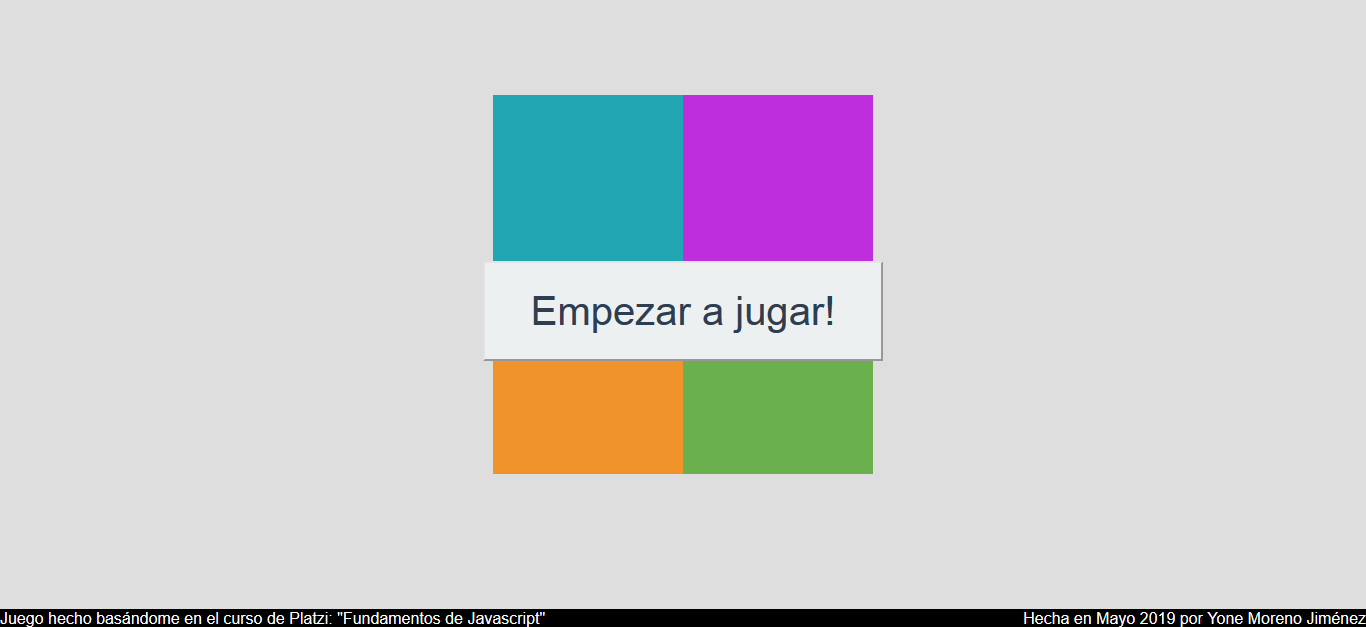 Empezar a jugar!
Juego hecho basándome en el curso de Platzi: "Fundamentos de Javascript"
Hecha en Mayo 2019 por Yone Moreno Jiménez